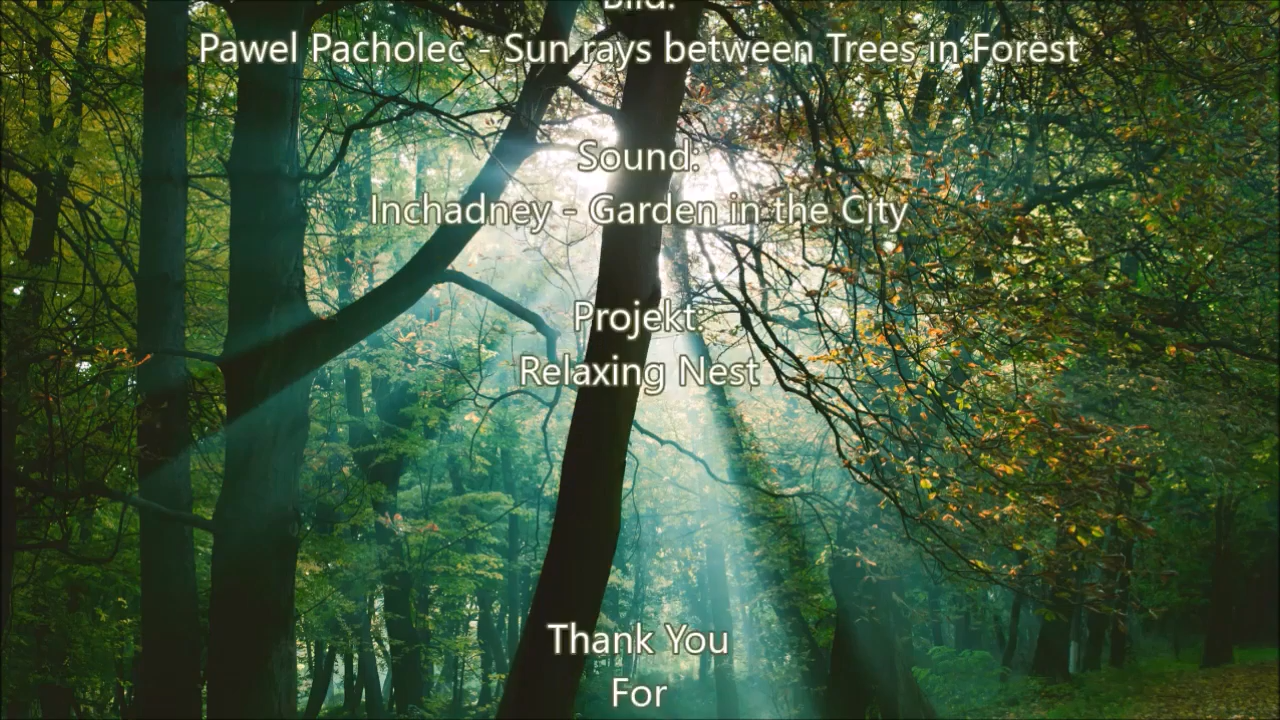 Bild:
Pawel Pacholec - Sun rays between Trees in Forest
Sound:
Inchadney - Garden in the City
Projekt:
Relaxing Nest
Thank You
For